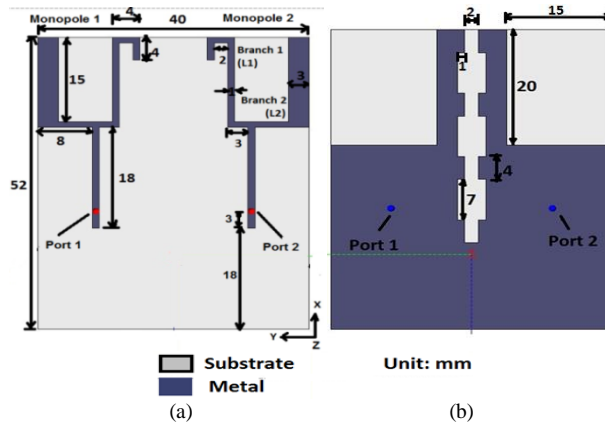 4
Monopole 1
Monopole 2
40
4
2
Branch 1
(L1)
15
1
Branch 2
(L2)
3
8
3
52
18
3
Port 1
Port 2
18
X
Y
Z
2
15
1
20
4
7
Port 1
Port 2
Substrate
Unit: mm
Metal
(a)
(b)